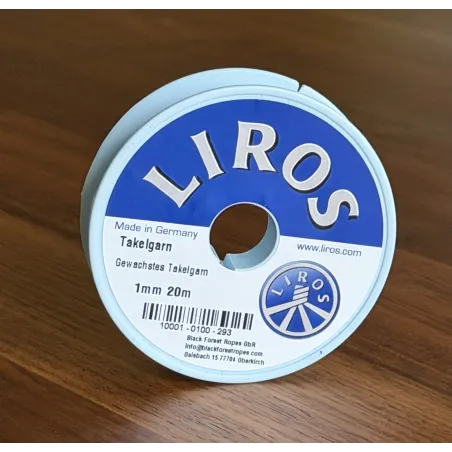 LIROS
Made in Germany
www.liros.com
Takelgarn
Gewachstes Takelgarn
1mm 20m
LIROS
10001-0100-293
Black Forest Ropes GbR
info@blackforestropes.com
Galsbach 15 77704 Oberkirch